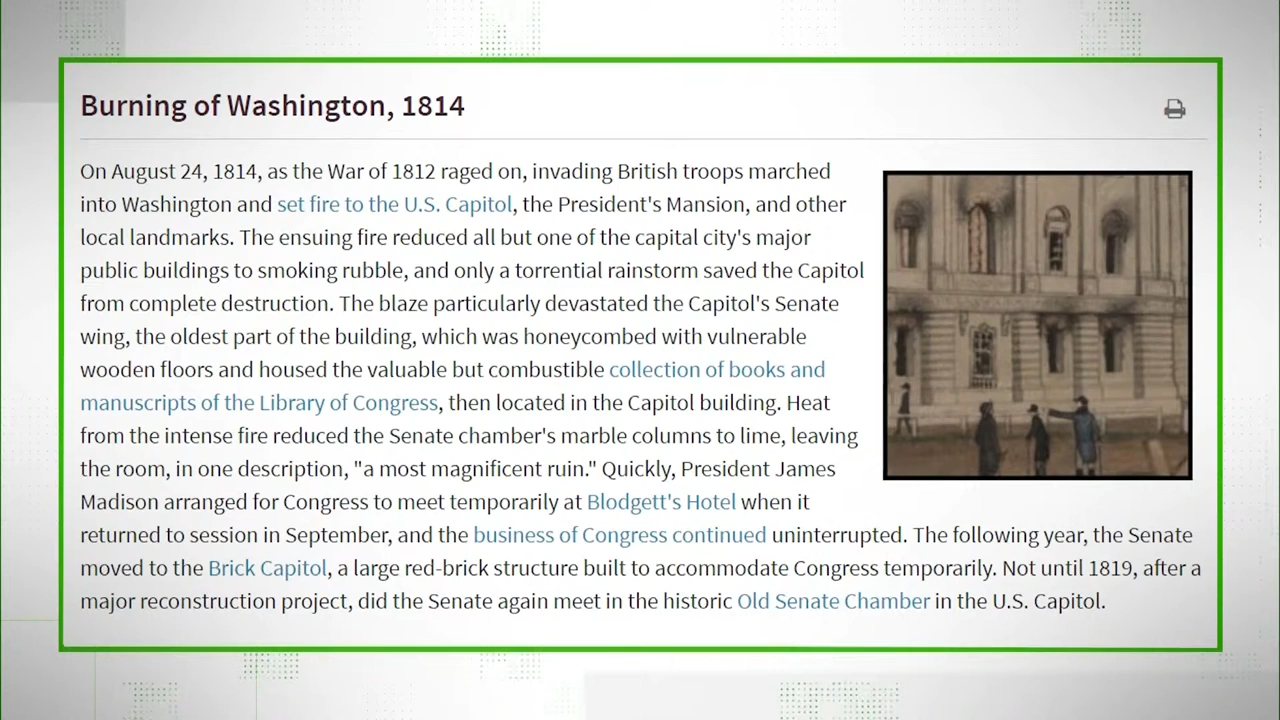 Burning of Washington, 1814
On August 24, 1814, as the War of 1812 raged on, invading British troops marched
into Washington and set fire to the U.S. Capitol, the President's Mansion, and other
local landmarks. The ensuing fire reduced all but one of the capital city's major
public buildings to smoking rubble, and only a torrential rainstorm saved the Capitol
from complete destruction. The blaze particularly devastated the Capitol's Senate
wing, the oldest part of the building, which was honeycombed with vulnerable
wooden floors and housed the valuable but combustible collection of books and
manuscripts of the Library of Congress, then located in the Capitol building. Heat
from the intense fire reduced the Senate chamber's marble columns to lime, leaving
the room, in one description, "a most magnificent ruin." Quickly, President James
Madison arranged for Congress to meet temporarily at Blodgett's Hotel when it
returned to session in September, and the business of Congress continued uninterrupted. The following year, the Senate
moved to the Brick Capitol, a large red-brick structure built to accommodate Congress temporarily. Not until 1819, after a
major reconstruction project, did the Senate again meet in the historic Old Senate Chamber in the U.S. Capitol.